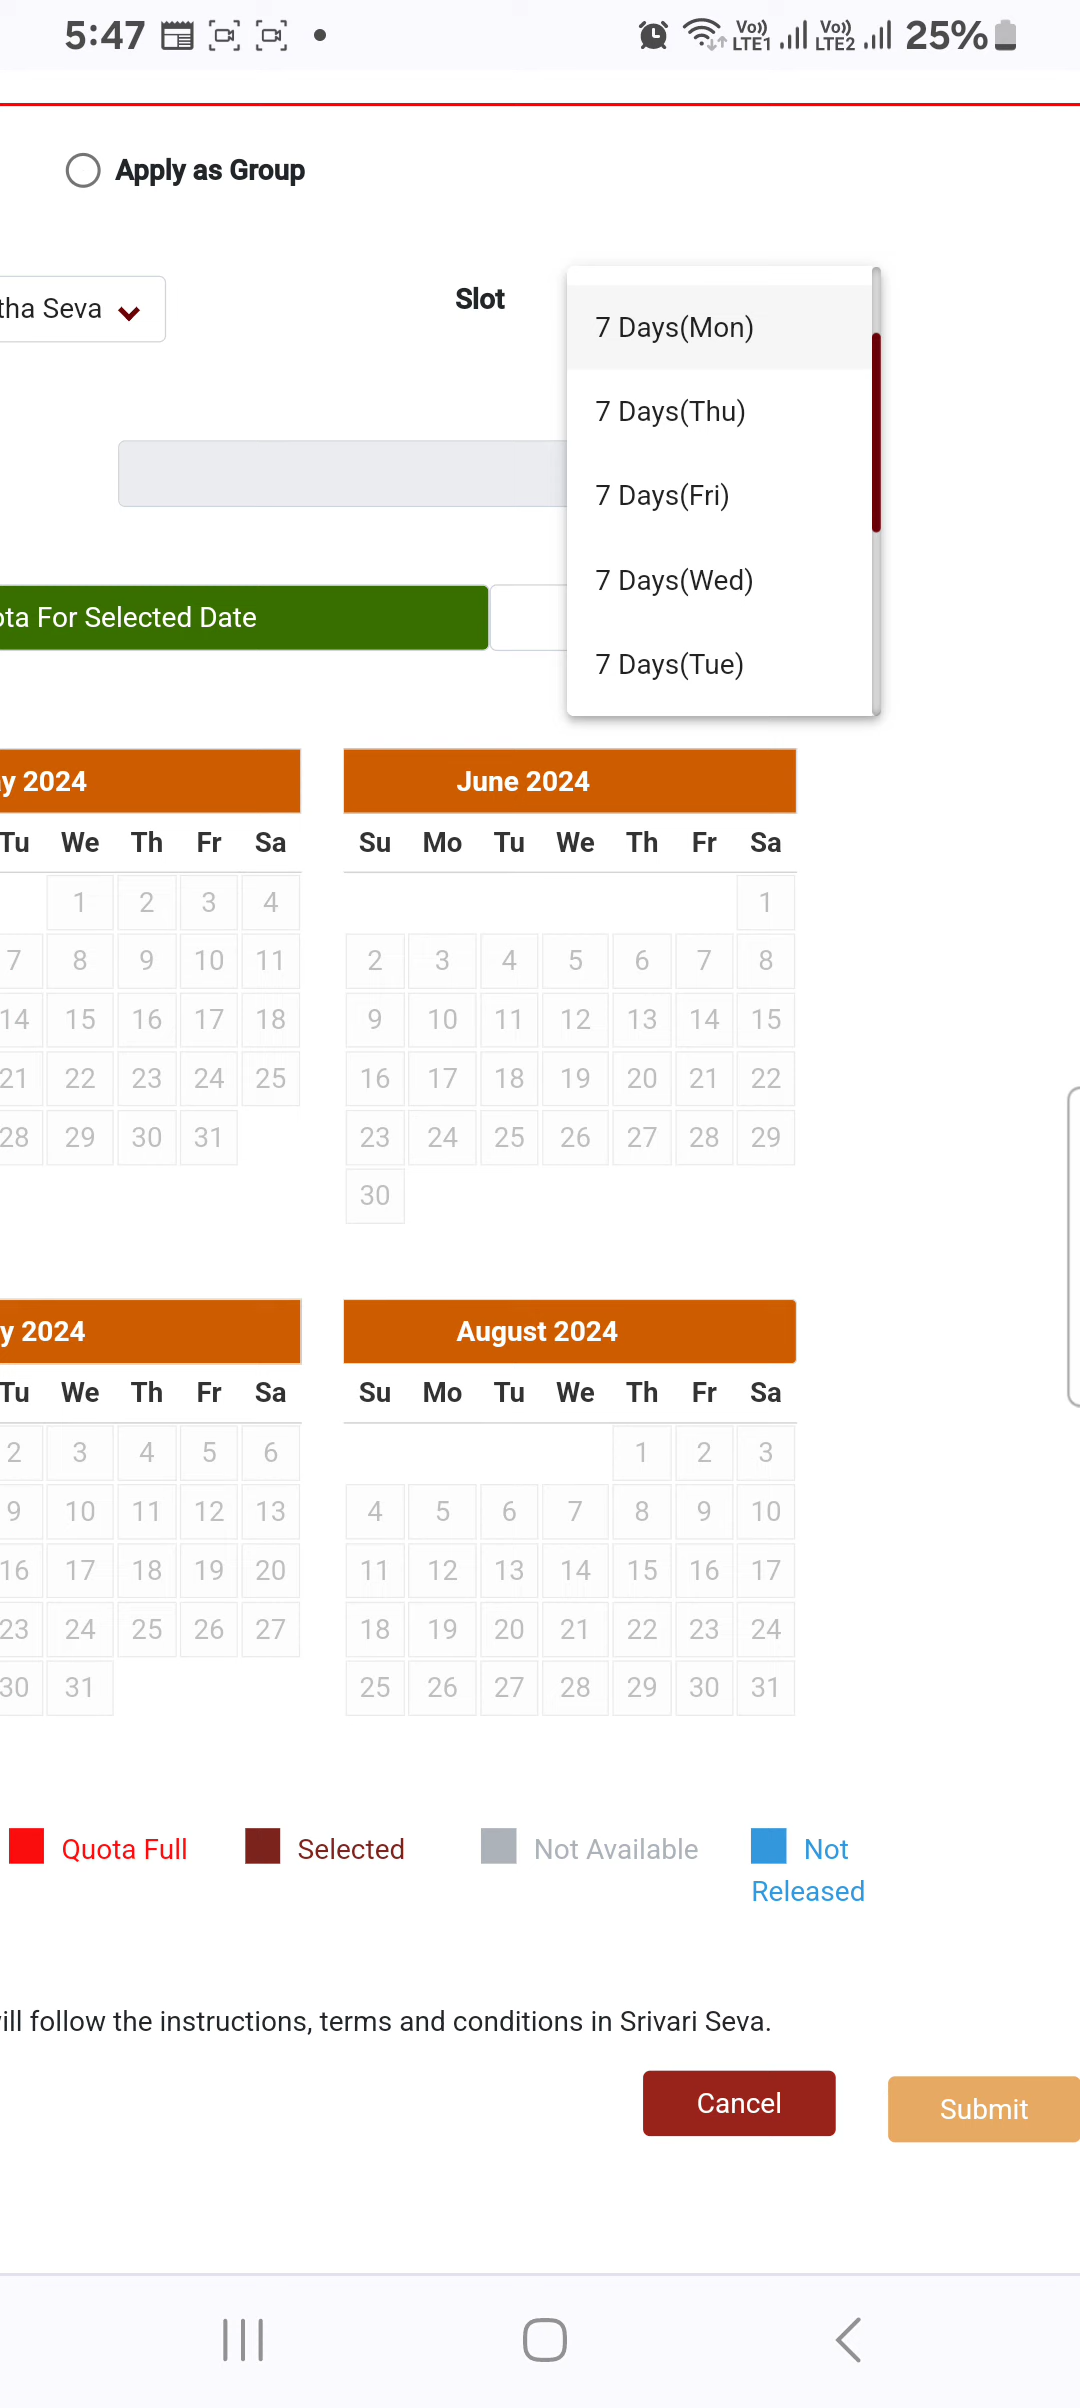 5:47 Vo)) LTE1 Vo)) LTE2 25%
Apply as Group
tha Seva
Slot
7 Days(Mon)
7 Days(Thu)
7 Days(Fri)
7 Days(Wed)
7 Days(Tue)
ota For Selected Date
ay 2024
Tu We Th Fr Sa
1 2 3 4
7 8 9 10 11
14 15 16 17 18
21 22 23 24 25
28 29 30 31
June 2024
Su Mo Tu We Th Fr Sa
1
2 3 4 5 6 7 8
9 10 11 12 13 14 15
16 17 18 19 20 21 22
23 24 25 26 27 28 29
30
y 2024
Tu We Th Fr Sa
2 3 4 5 6
9 10 11 12 13
16 17 18 19 20
23 24 25 26 27
30 31
August 2024
Su Mo Tu We Th Fr Sa
1 2 3
4 5 6 7 8 9 10
11 12 13 14 15 16 17
18 19 20 21 22 23 24
25 26 27 28 29 30 31
Quota Full
Selected
Not Available
Not
Released
ill follow the instructions, terms and conditions in Srivari Seva.
Cancel
Submit